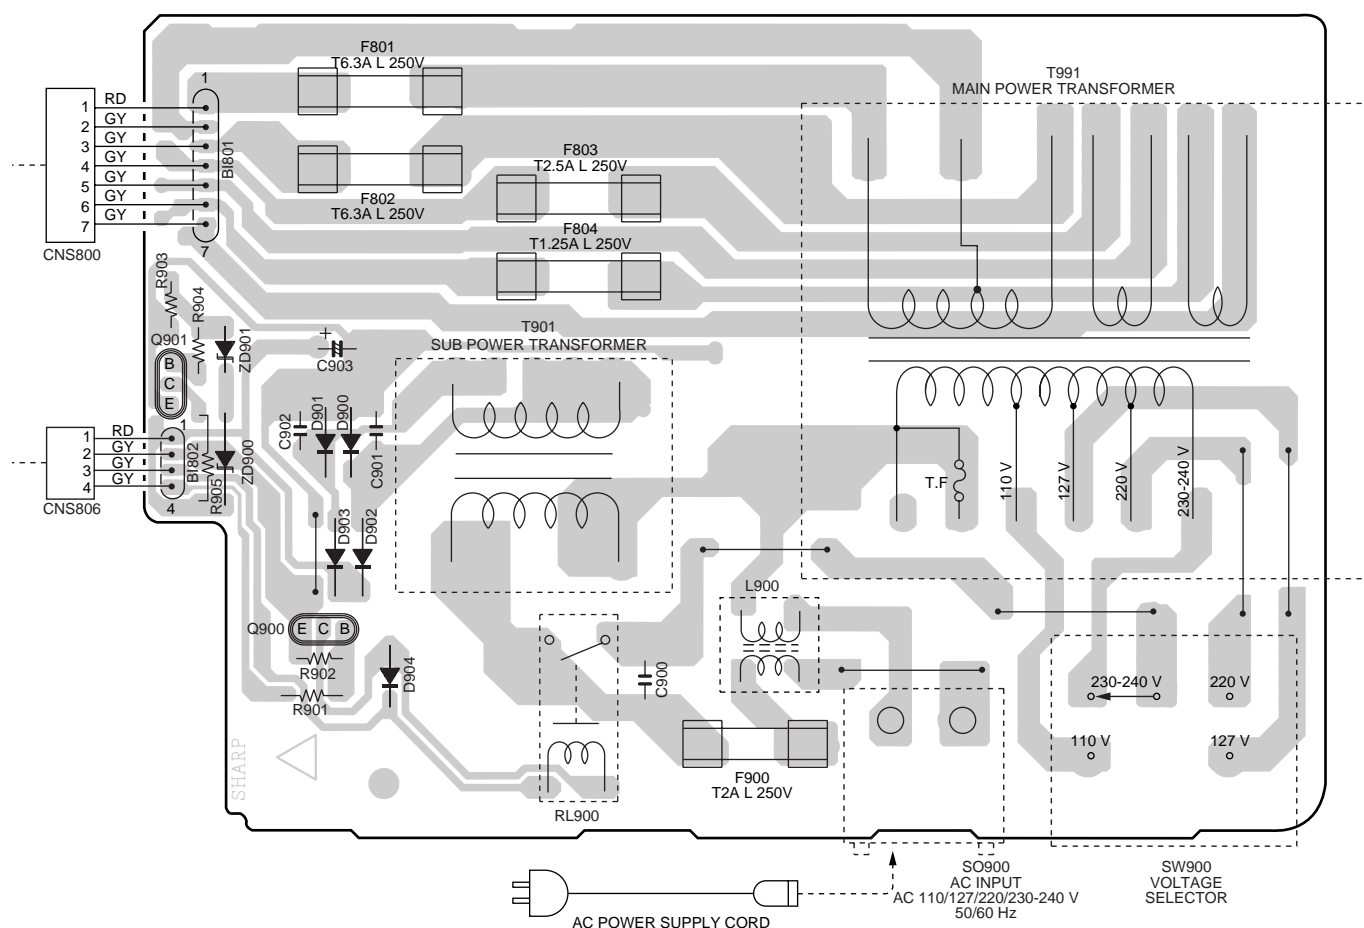 F801
T6.3A L 250V
T991
MAIN POWER TRANSFORMER
1
1 RD
2 GY
3 GY
4 GY
5 GY
6 GY
7 GY
BI801
7
CNS800
F802
T6.3A L 250V
F803
T2.5A L 250V
F804
T1.25A L 250V
R903
R904
Q901
B
C
E
ZD901
+
C903
T901
SUB POWER TRANSFORMER
C902
D901
D900
C901
1 RD
2 GY
3 GY
4 GY
1
BI802
4
R905
ZD900
CNS806
T.F
110 V
127 V
220 V
230-240 V
D903
D902
L900
Q900
E C B
R902
R901
D904
C900
RL900
F900
T2A L 250V
230-240 V
220 V
110 V
127 V
SHARP
SO900
AC INPUT
AC 110/127/220/230-240 V
50/60 Hz
SW900
VOLTAGE
SELECTOR
AC POWER SUPPLY CORD